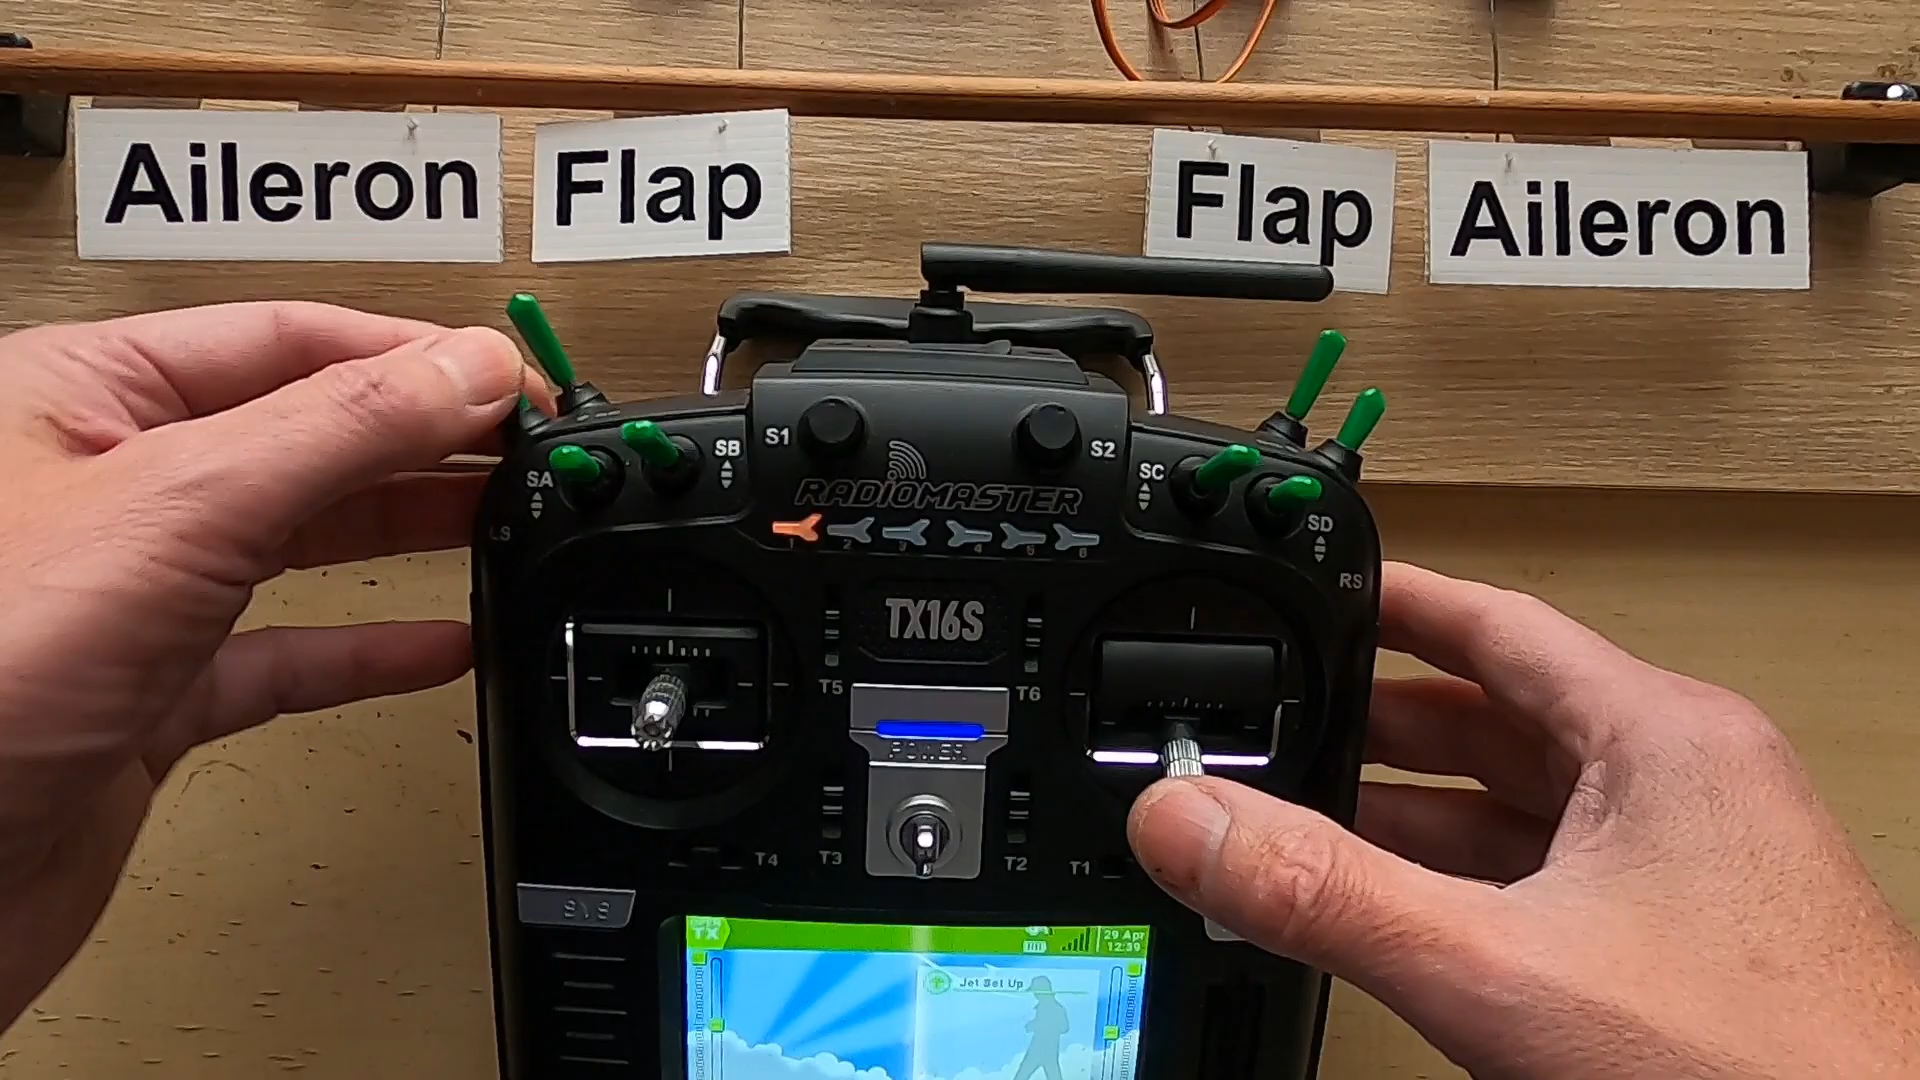 Aileron
Flap
Flap
Aileron
S1
S2
SA
SB
SC
SD
RADIOMASTER
1 2 3 4 5 6
LS
RS
TX16S
T5
T6
POWER
T4
T3
T2
T1
SYS
TX
29 Apr
12:39
Jet Set Up